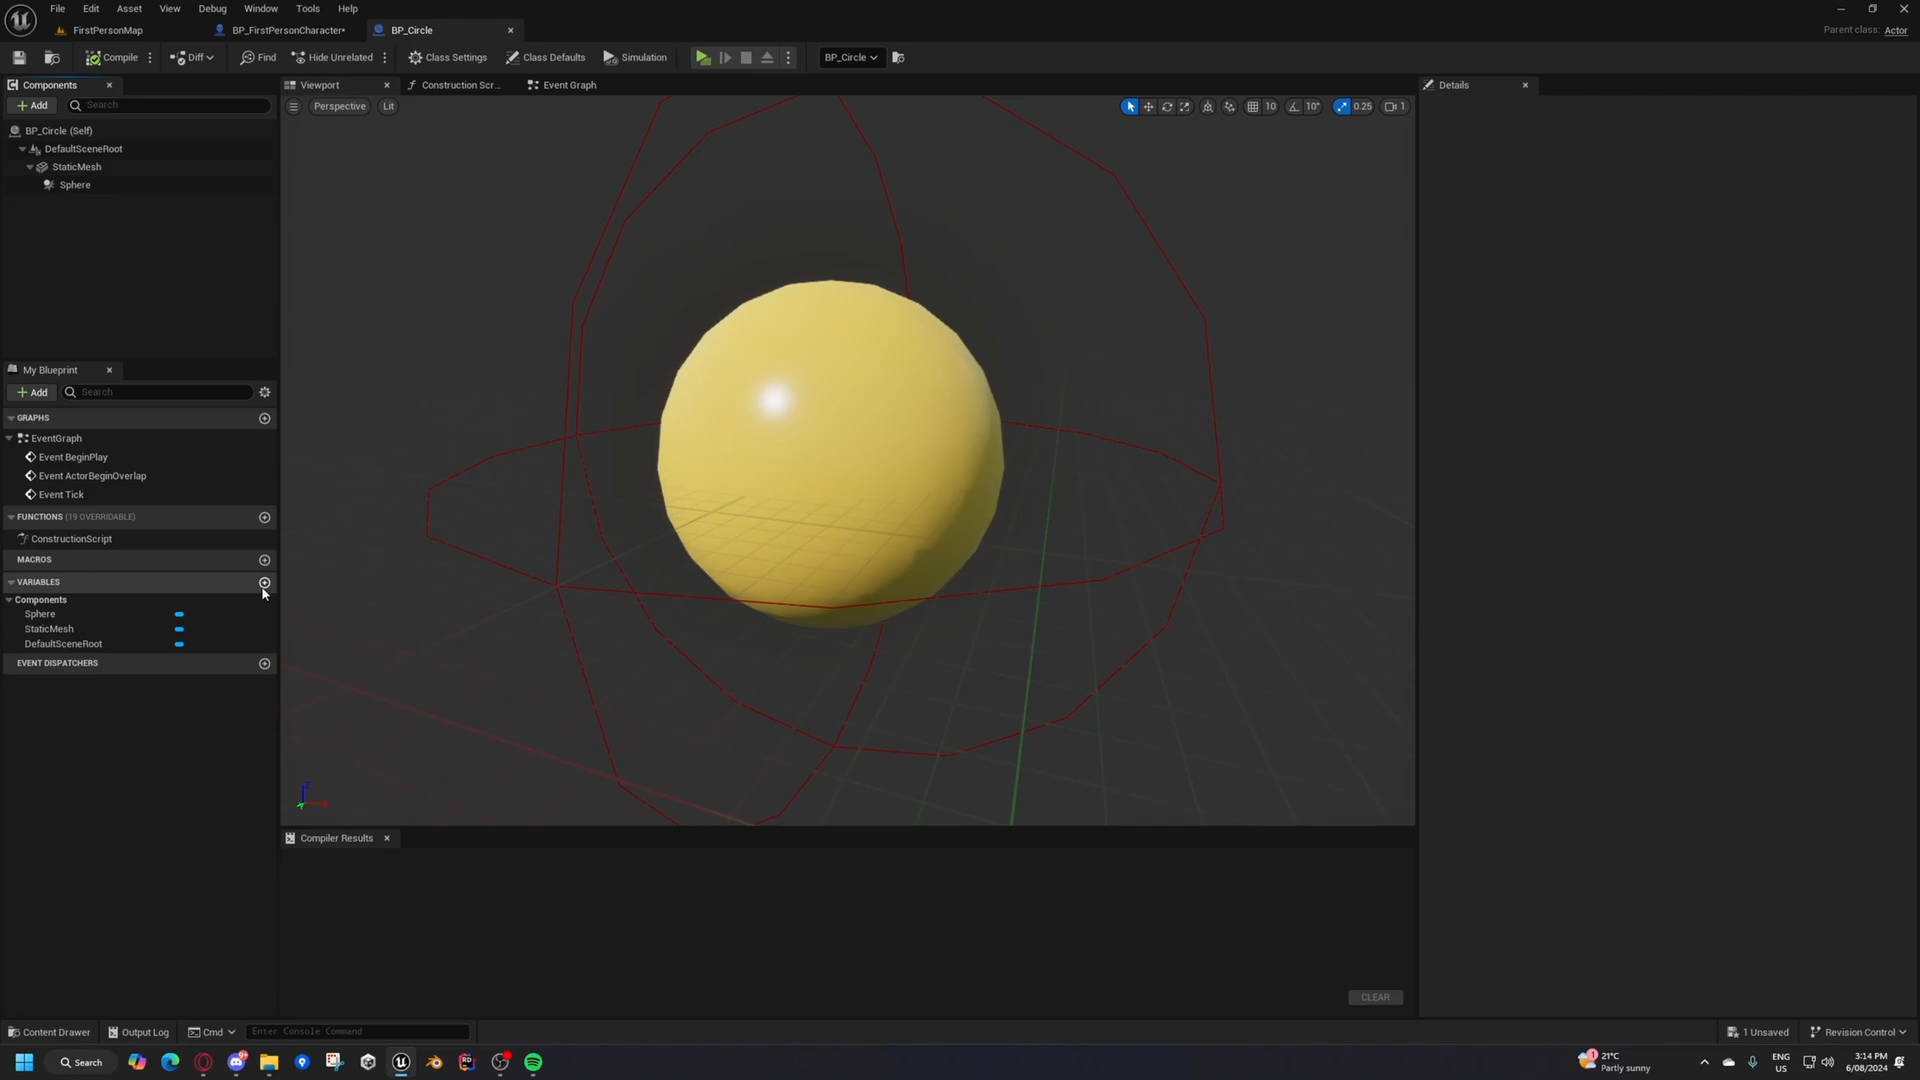 File Edit Asset View Debug Window Tools Help
FirstPersonMap BP_FirstPersonCharacter* BP_Circle
Parent class: Actor
Compile Diff Find Hide Unrelated Class Settings Class Defaults Simulation BP_Circle
Components
Add Search
BP_Circle (Self)
DefaultSceneRoot
StaticMesh
Sphere
My Blueprint
Add Search
GRAPHS
EventGraph
Event BeginPlay
Event ActorBeginOverlap
Event Tick
FUNCTIONS (19 OVERRIDABLE)
ConstructionScript
MACROS
VARIABLES
Components
Sphere
StaticMesh
DefaultSceneRoot
EVENT DISPATCHERS
Viewport Construction Scr... Event Graph
Perspective Lit 10 10° 0.25 1
Z
X
Compiler Results
CLEAR
Details
Content Drawer Output Log Cmd Enter Console Command 1 Unsaved Revision Control
Search
RD
1
21°C
Partly sunny
ENG
US
3:14 PM
6/08/2024